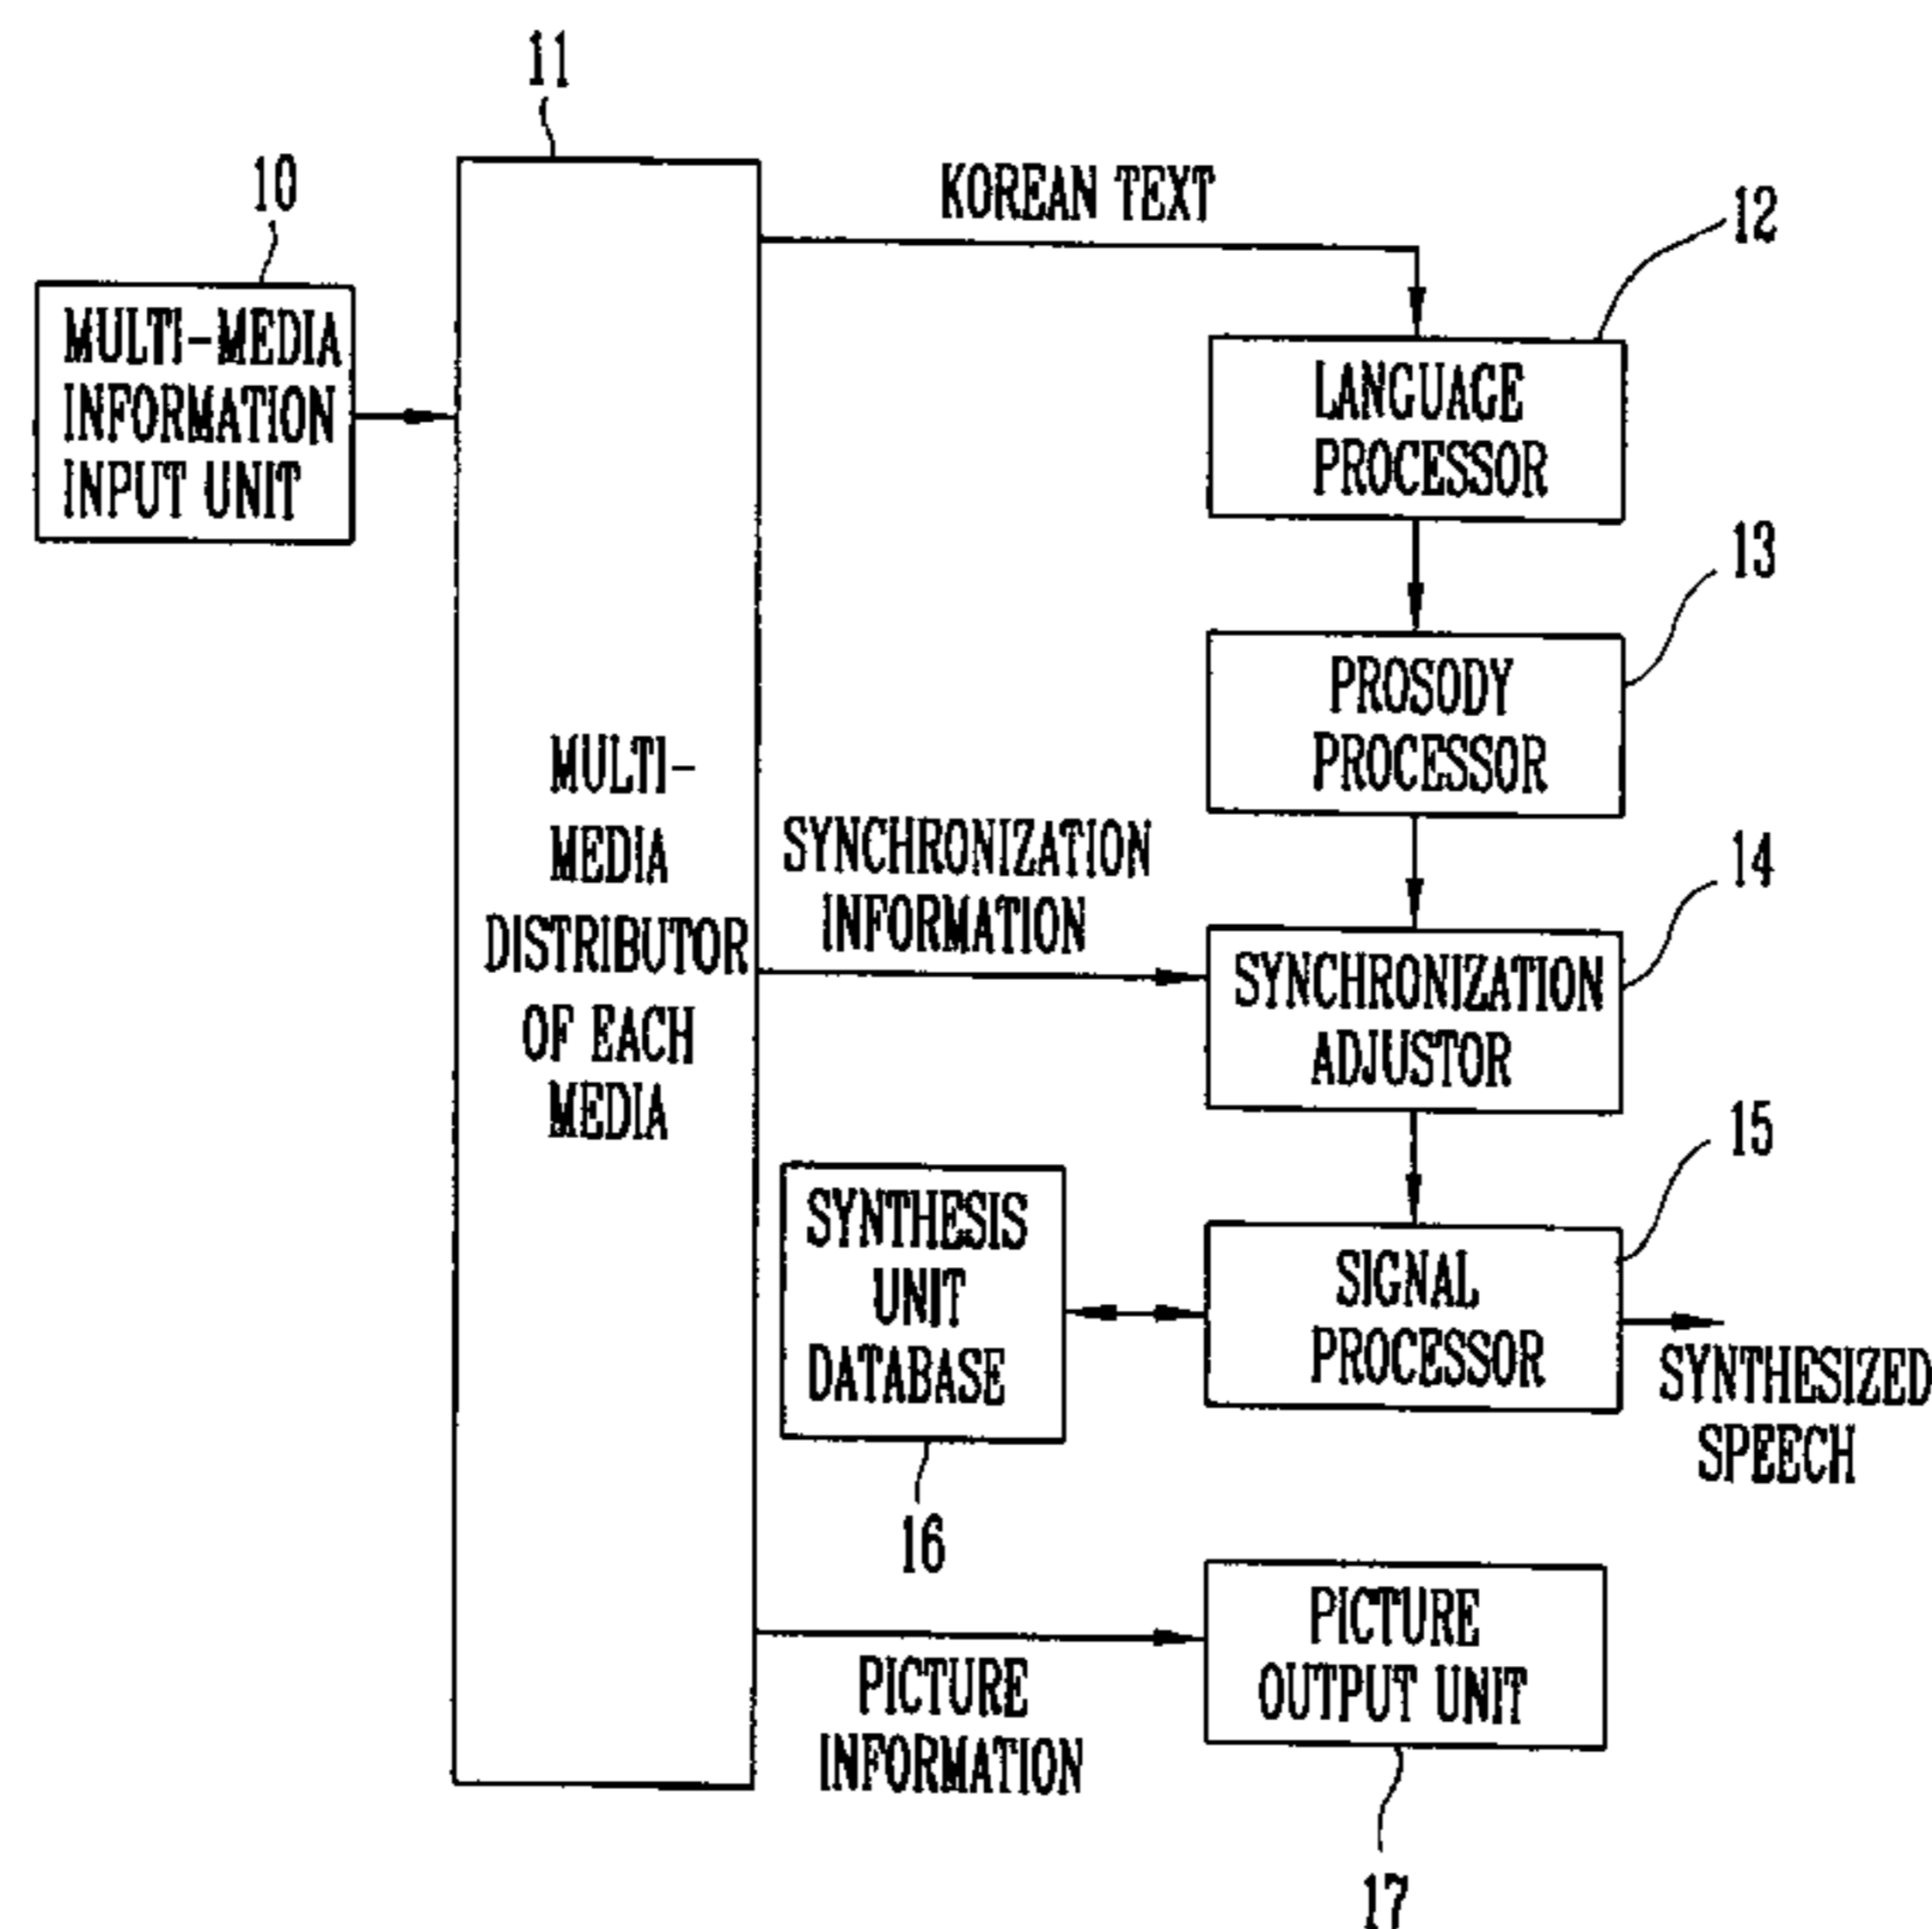 11
10
MULTI-MEDIA
INFORMATION
INPUT UNIT
MULTI-
MEDIA
DISTRIBUTOR
OF EACH
MEDIA
KOREAN TEXT
12
LANGUAGE
PROCESSOR
13
PROSODY
PROCESSOR
SYNCHRONIZATION
INFORMATION
14
SYNCHRONIZATION
ADJUSTOR
15
SYNTHESIS
UNIT
DATABASE
16
SIGNAL
PROCESSOR
SYNTHESIZED
SPEECH
PICTURE
INFORMATION
PICTURE
OUTPUT UNIT
17